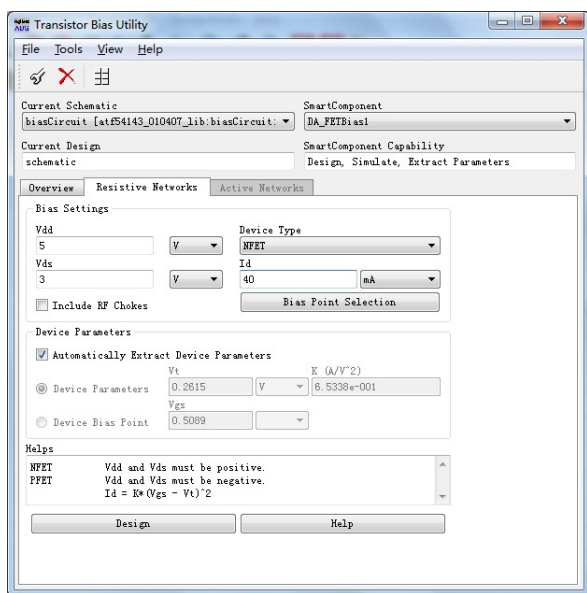 Agilent ADS Transistor Bias Utility
File Tools View Help
Current Schematic SmartComponent
biasCircuit [atf54143_010407_lib:biasCircuit: DA_FETBias1
Current Design SmartComponent Capability
schematic Design, Simulate, Extract Parameters
Overview Resistive Networks Active Networks
Bias Settings
Vdd Device Type
5 V NFET
Vds Id
3 V 40 mA
Include RF Chokes Bias Point Selection
Device Parameters
Automatically Extract Device Parameters
Vt K (A/V^2)
Device Parameters 0.2615 V 6.5338e-001
Vgs
Device Bias Point 0.5089
Helps
NFET Vdd and Vds must be positive.
PFET Vdd and Vds must be negative.
Id = K*(Vgs - Vt)^2
Design Help